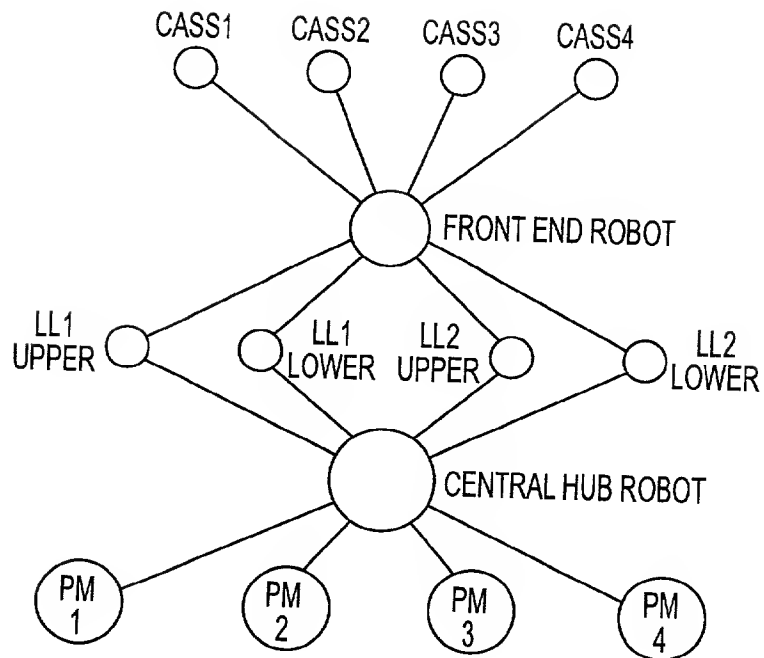 CASS1
CASS2
CASS3
CASS4
FRONT END ROBOT
LL1
UPPER
LL1
LOWER
LL2
UPPER
LL2
LOWER
CENTRAL HUB ROBOT
PM
1
PM
2
PM
3
PM
4